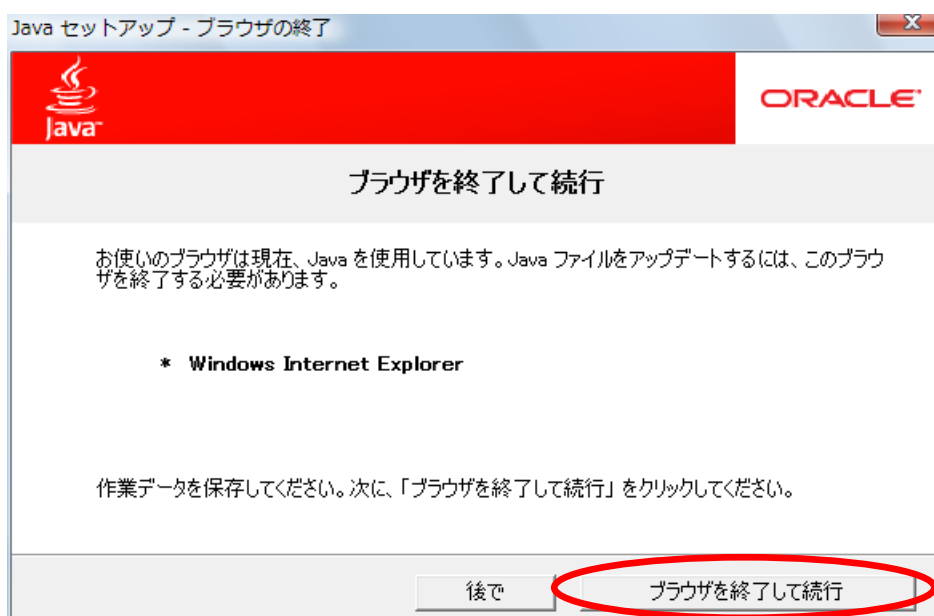 Java セットアップ - ブラウザの終了
Java
ORACLE
ブラウザを終了して続行
お使いのブラウザは現在、Java を使用しています。Java ファイルをアップデートするには、このブラウ
ザを終了する必要があります。
* Windows Internet Explorer
作業データを保存してください。次に、「ブラウザを終了して続行」をクリックしてください。
後で
ブラウザを終了して続行